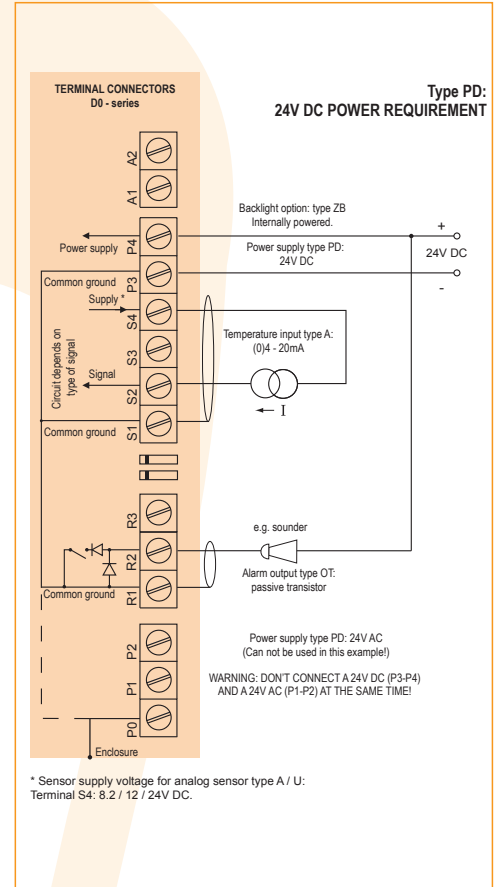 TERMINAL CONNECTORS
D0 - series
Type PD:
24V DC POWER REQUIREMENT
A2
A1
Backlight option: type ZB
Internally powered.
+
Power supply
P4
Power supply type PD:
24V DC
24V DC
Common ground
P3
-
Supply *
S4
Temperature input type A:
(0)4 - 20mA
Circuit depends on
type of signal
S3
Signal
S2
I
Common ground
S1
R3
e.g. sounder
R2
Alarm output type OT:
passive transistor
Common ground
R1
P2
Power supply type PD: 24V AC
(Can not be used in this example!)
P1
WARNING: DON'T CONNECT A 24V DC (P3-P4)
AND A 24V AC (P1-P2) AT THE SAME TIME!
P0
Enclosure
* Sensor supply voltage for analog sensor type A / U:
Terminal S4: 8.2 / 12 / 24V DC.